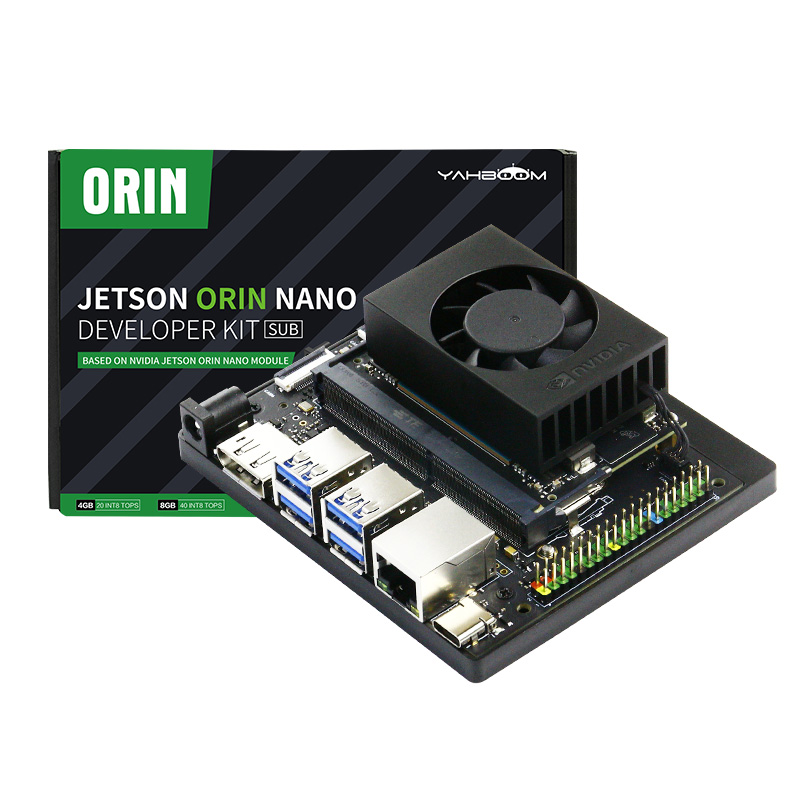 ORIN
YAHBOOM
JETSON ORIN NANO
DEVELOPER KIT SUB
BASED ON NVIDIA JETSON ORIN NANO MODULE
NVIDIA
4GB 20 INT8 TOPS 8GB 40 INT8 TOPS